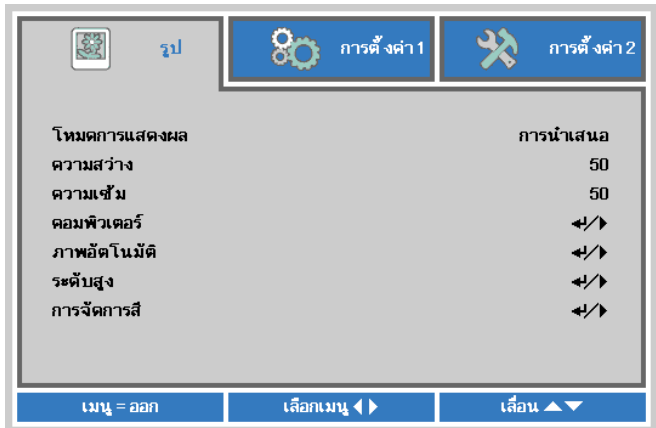 รูป การตั้งค่า 1 การตั้งค่า 2
โหมดการแสดงผล การนำเสนอ
ความสว่าง 50
ความเข้ม 50
คอมพิวเตอร์
ภาพอัตโนมัติ
ระดับสูง
การจัดการสี
เมนู = ออก เลือกเมนู เลื่อน